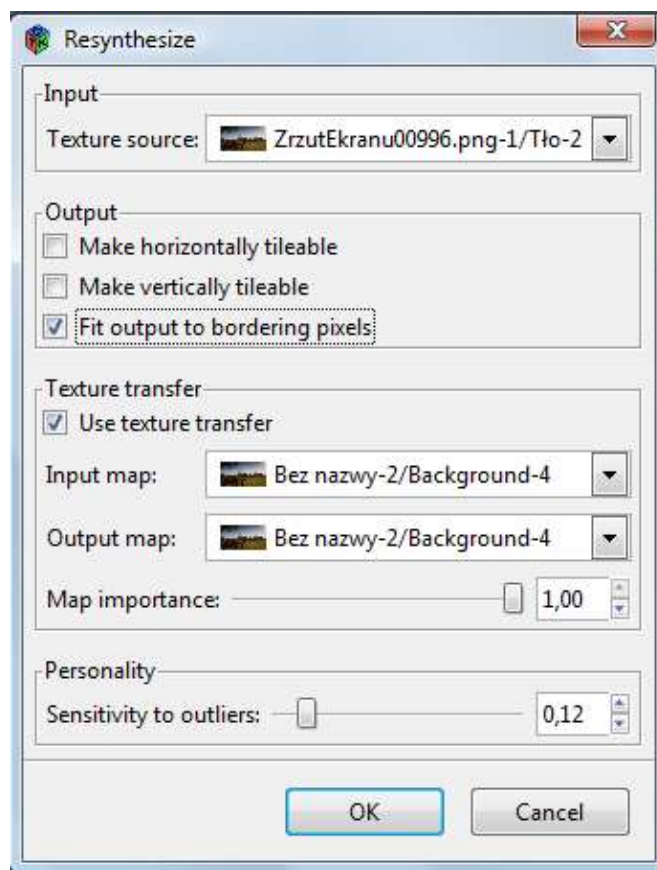 Resynthesize
Input
Texture source: ZrzutEkranu00996.png-1/Tło-2
Output
Make horizontally tileable
Make vertically tileable
Fit output to bordering pixels
Texture transfer
Use texture transfer
Input map: Bez nazwy-2/Background-4
Output map: Bez nazwy-2/Background-4
Map importance: 1,00
Personality
Sensitivity to outliers: 0,12
OK Cancel